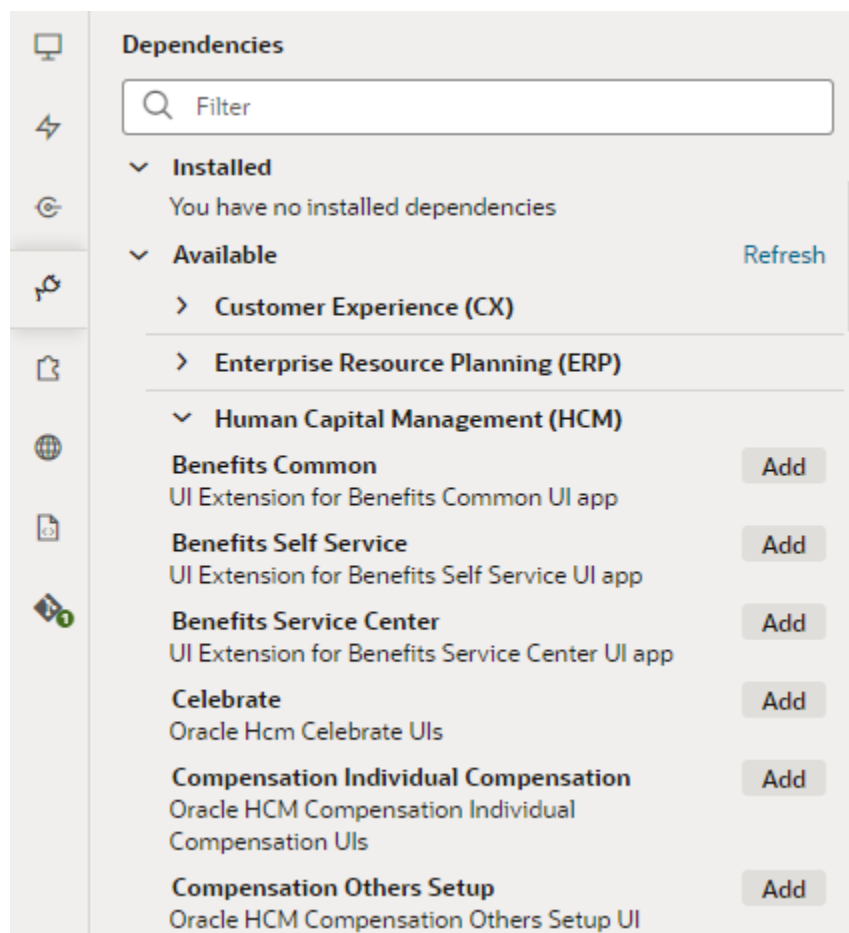 Dependencies
Filter
Installed
You have no installed dependencies
Available Refresh
Customer Experience (CX)
Enterprise Resource Planning (ERP)
Human Capital Management (HCM)
Benefits Common Add
UI Extension for Benefits Common UI app
Benefits Self Service Add
UI Extension for Benefits Self Service UI app
Benefits Service Center Add
UI Extension for Benefits Service Center UI app
Celebrate Add
Oracle Hcm Celebrate UIs
Compensation Individual Compensation Add
Oracle HCM Compensation Individual
Compensation UIs
1
Compensation Others Setup Add
Oracle HCM Compensation Others Setup UI